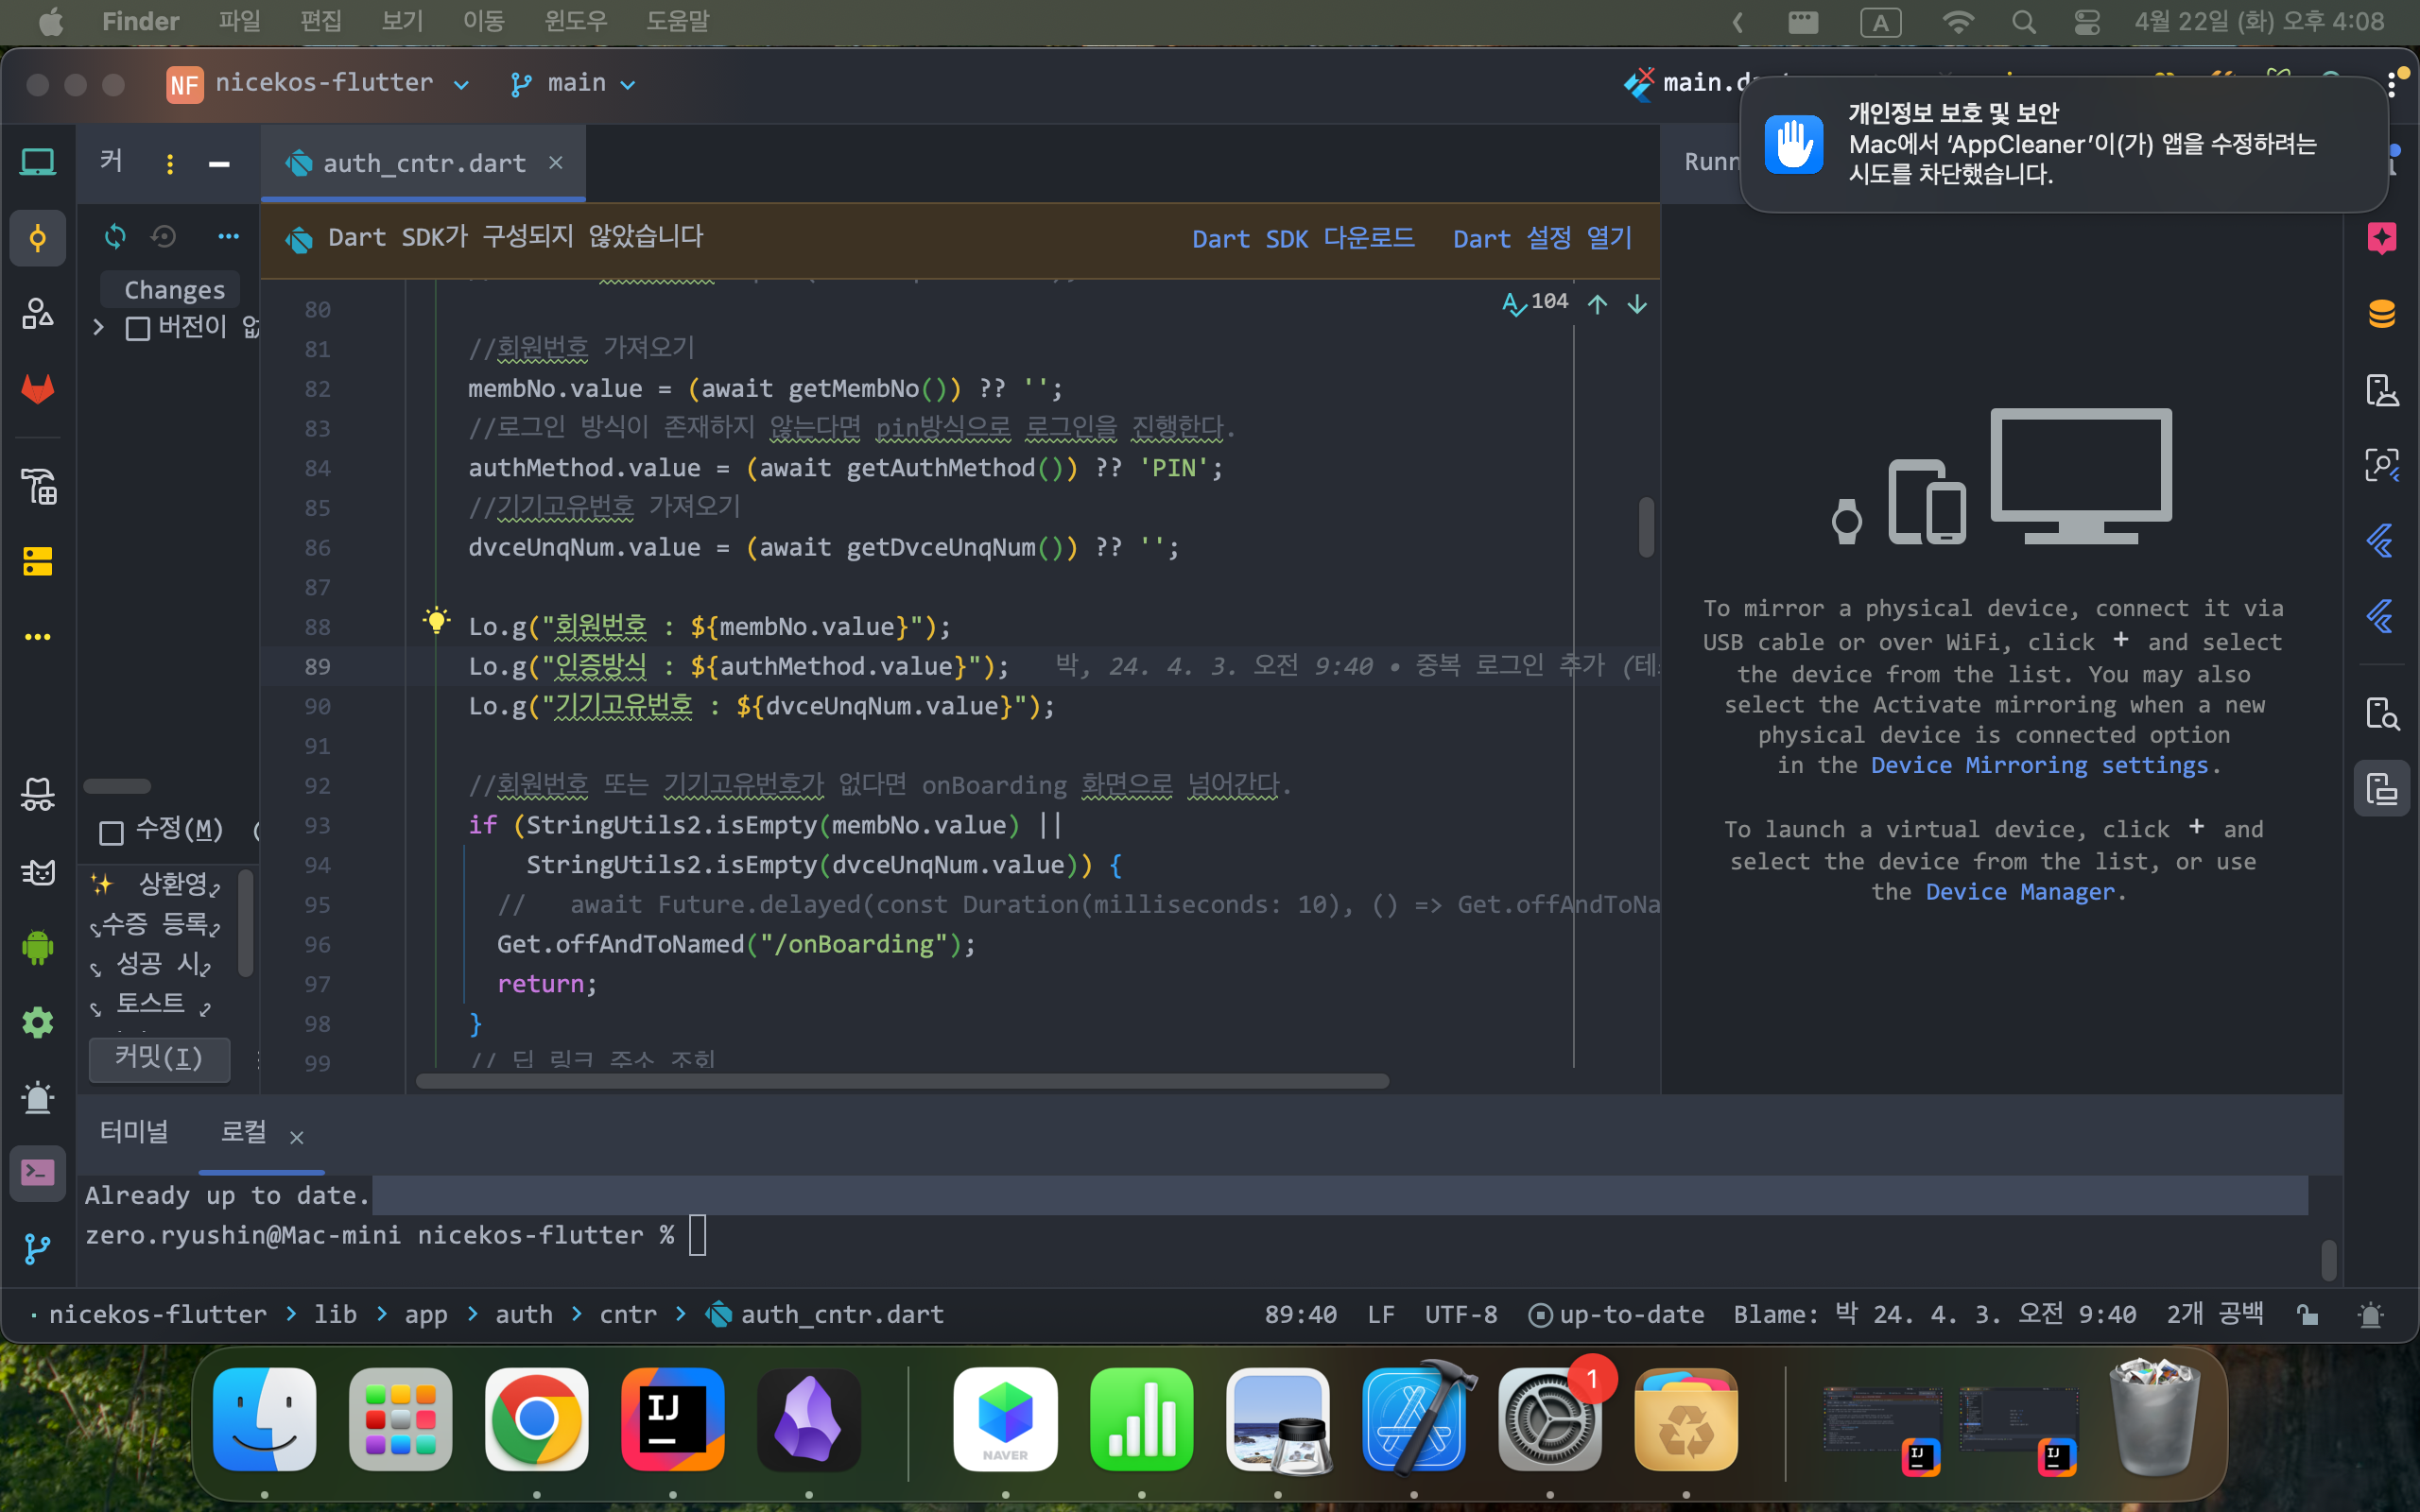 Finder 파일 편집 보기 이동 윈도우 도움말 A 4월 22일 (화) 오후 4:08
NF nicekos-flutter main
개인정보 보호 및 보안
Mac에서 ‘AppCleaner’이(가) 앱을 수정하려는
시도를 차단했습니다.
커 auth_cntr.dart
Dart SDK가 구성되지 않았습니다 Dart SDK 다운로드 Dart 설정 열기
Changes
버전이
104
80
81 //회원번호 가져오기
82 membNo.value = (await getMembNo()) ?? '';
83 //로그인 방식이 존재하지 않는다면 pin방식으로 로그인을 진행한다.
84 authMethod.value = (await getAuthMethod()) ?? 'PIN';
85 //기기고유번호 가져오기
86 dvceUnqNum.value = (await getDvceUnqNum()) ?? '';
87
88 Lo.g("회원번호 : ${membNo.value}");
89 Lo.g("인증방식 : ${authMethod.value}"); 박, 24. 4. 3. 오전 9:40 • 중복 로그인 추가
90 Lo.g("기기고유번호 : ${dvceUnqNum.value}");
91
92 //회원번호 또는 기기고유번호가 없다면 onBoarding 화면으로 넘어간다.
93 if (StringUtils2.isEmpty(membNo.value) ||
94 StringUtils2.isEmpty(dvceUnqNum.value)) {
95 // await Future.delayed(const Duration(milliseconds: 10), () => Get.offAndToNa
96 Get.offAndToNamed("/onBoarding");
97 return;
98 }
99 // 딥 링크 주소 조회
수정(M)
✨ 상환영
수증 등록
성공 시
토스트
커밋(I)
To mirror a physical device, connect it via
USB cable or over WiFi, click + and select
the device from the list. You may also
select the Activate mirroring when a new
physical device is connected option
in the Device Mirroring settings.
To launch a virtual device, click + and
select the device from the list, or use
the Device Manager.
터미널 로컬
Already up to date.
zero.ryushin@Mac-mini nicekos-flutter %
nicekos-flutter > lib > app > auth > cntr > auth_cntr.dart 89:40 LF UTF-8 up-to-date Blame: 박 24. 4. 3. 오전 9:40 2개 공백
IJ NAVER 1 IJ IJ